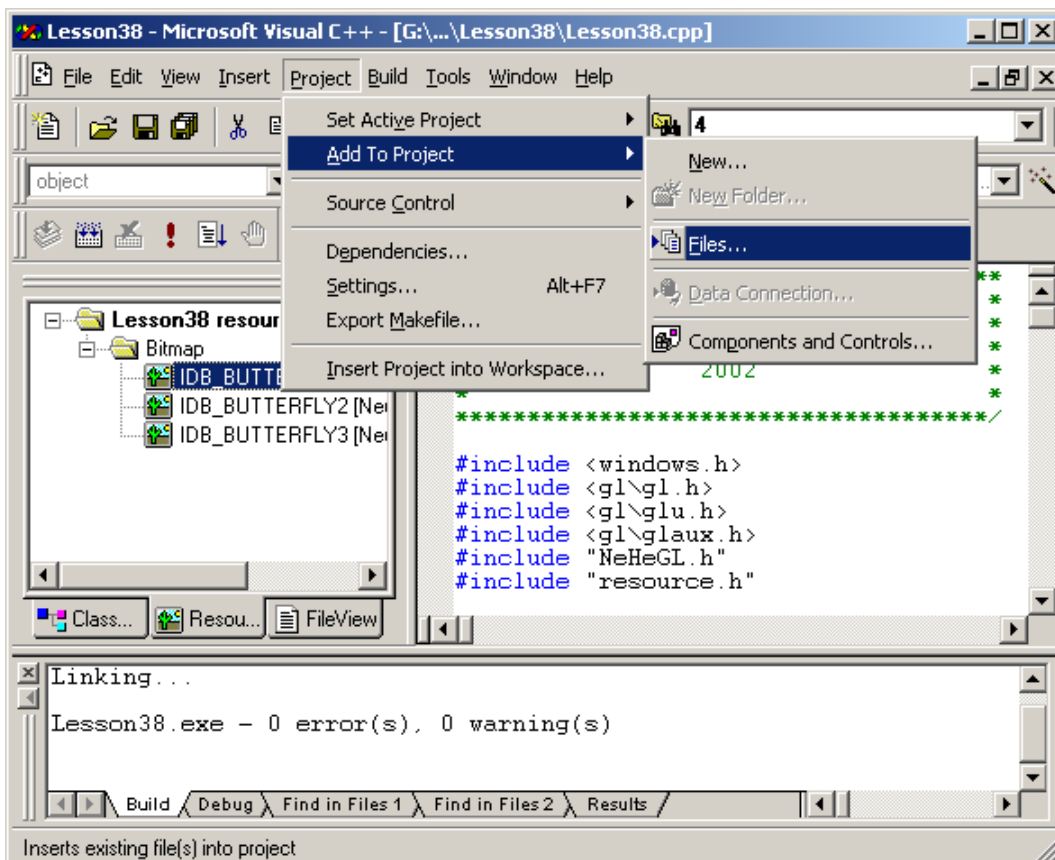 Lesson38 - Microsoft Visual C++ - [G:\...\Lesson38\Lesson38.cpp]
File Edit View Insert Project Build Tools Window Help
Set Active Project
4
Add To Project
New...
object
New Folder...
Source Control
Files...
Dependencies...
Settings... Alt+F7
Data Connection...
**
*
Lesson38 resour
Export Makefile...
*
Components and Controls...
*
Bitmap
Insert Project into Workspace...
2002 *
IDB_BUTTE
* *
IDB_BUTTERFLY2 [Neu
***************************************/
IDB_BUTTERFLY3 [Neu
#include <windows.h>
#include <gl\gl.h>
#include <gl\glu.h>
#include <gl\glaux.h>
#include "NeHeGL.h"
#include "resource.h"
Class... Resou... FileView
Linking...
Lesson38.exe - 0 error(s), 0 warning(s)
Build Debug Find in Files 1 Find in Files 2 Results
Inserts existing file(s) into project